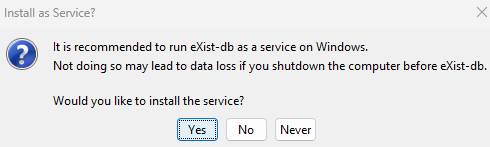 Install as Service?
It is recommended to run eXist-db as a service on Windows.
Not doing so may lead to data loss if you shutdown the computer before eXist-db.
Would you like to install the service?
Yes No Never